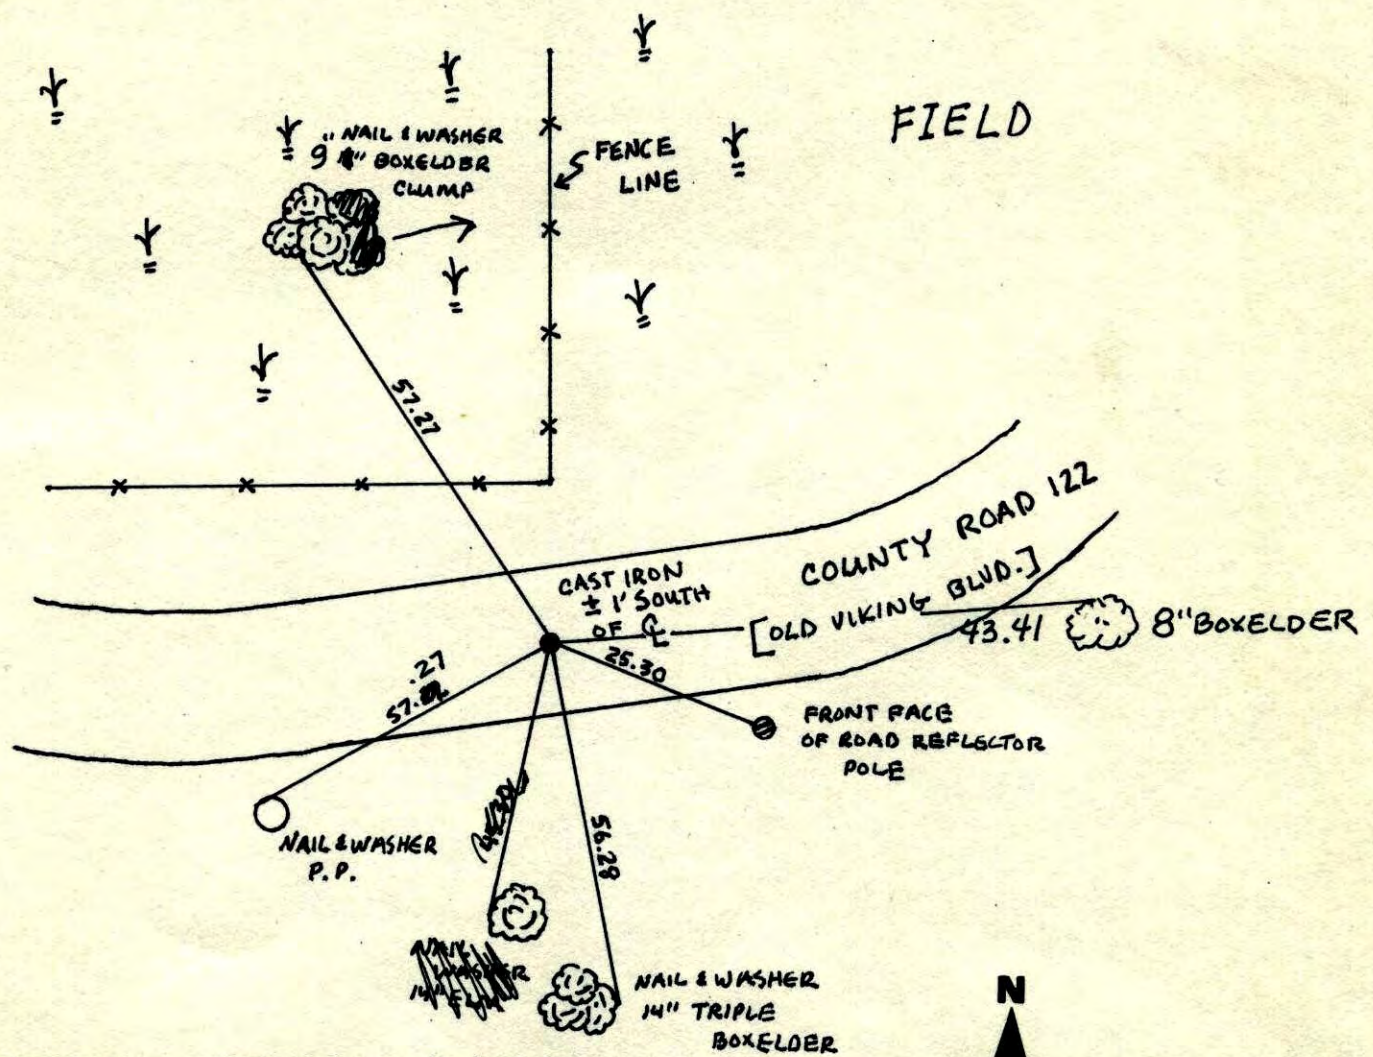 FIELD
NAIL & WASHER
9" BOXELDER
CLUMP
FENCE
LINE
57.27
COUNTY ROAD 122
[OLD VIKING BLVD.]
CAST IRON
± 1' SOUTH
OF ℄
43.41
8" BOXELDER
25.30
.27
57.
FRONT FACE
OF ROAD REFLECTOR
POLE
NAIL & WASHER
P.P.
56.28
NAIL & WASHER
14" TRIPLE
BOXELDER
N